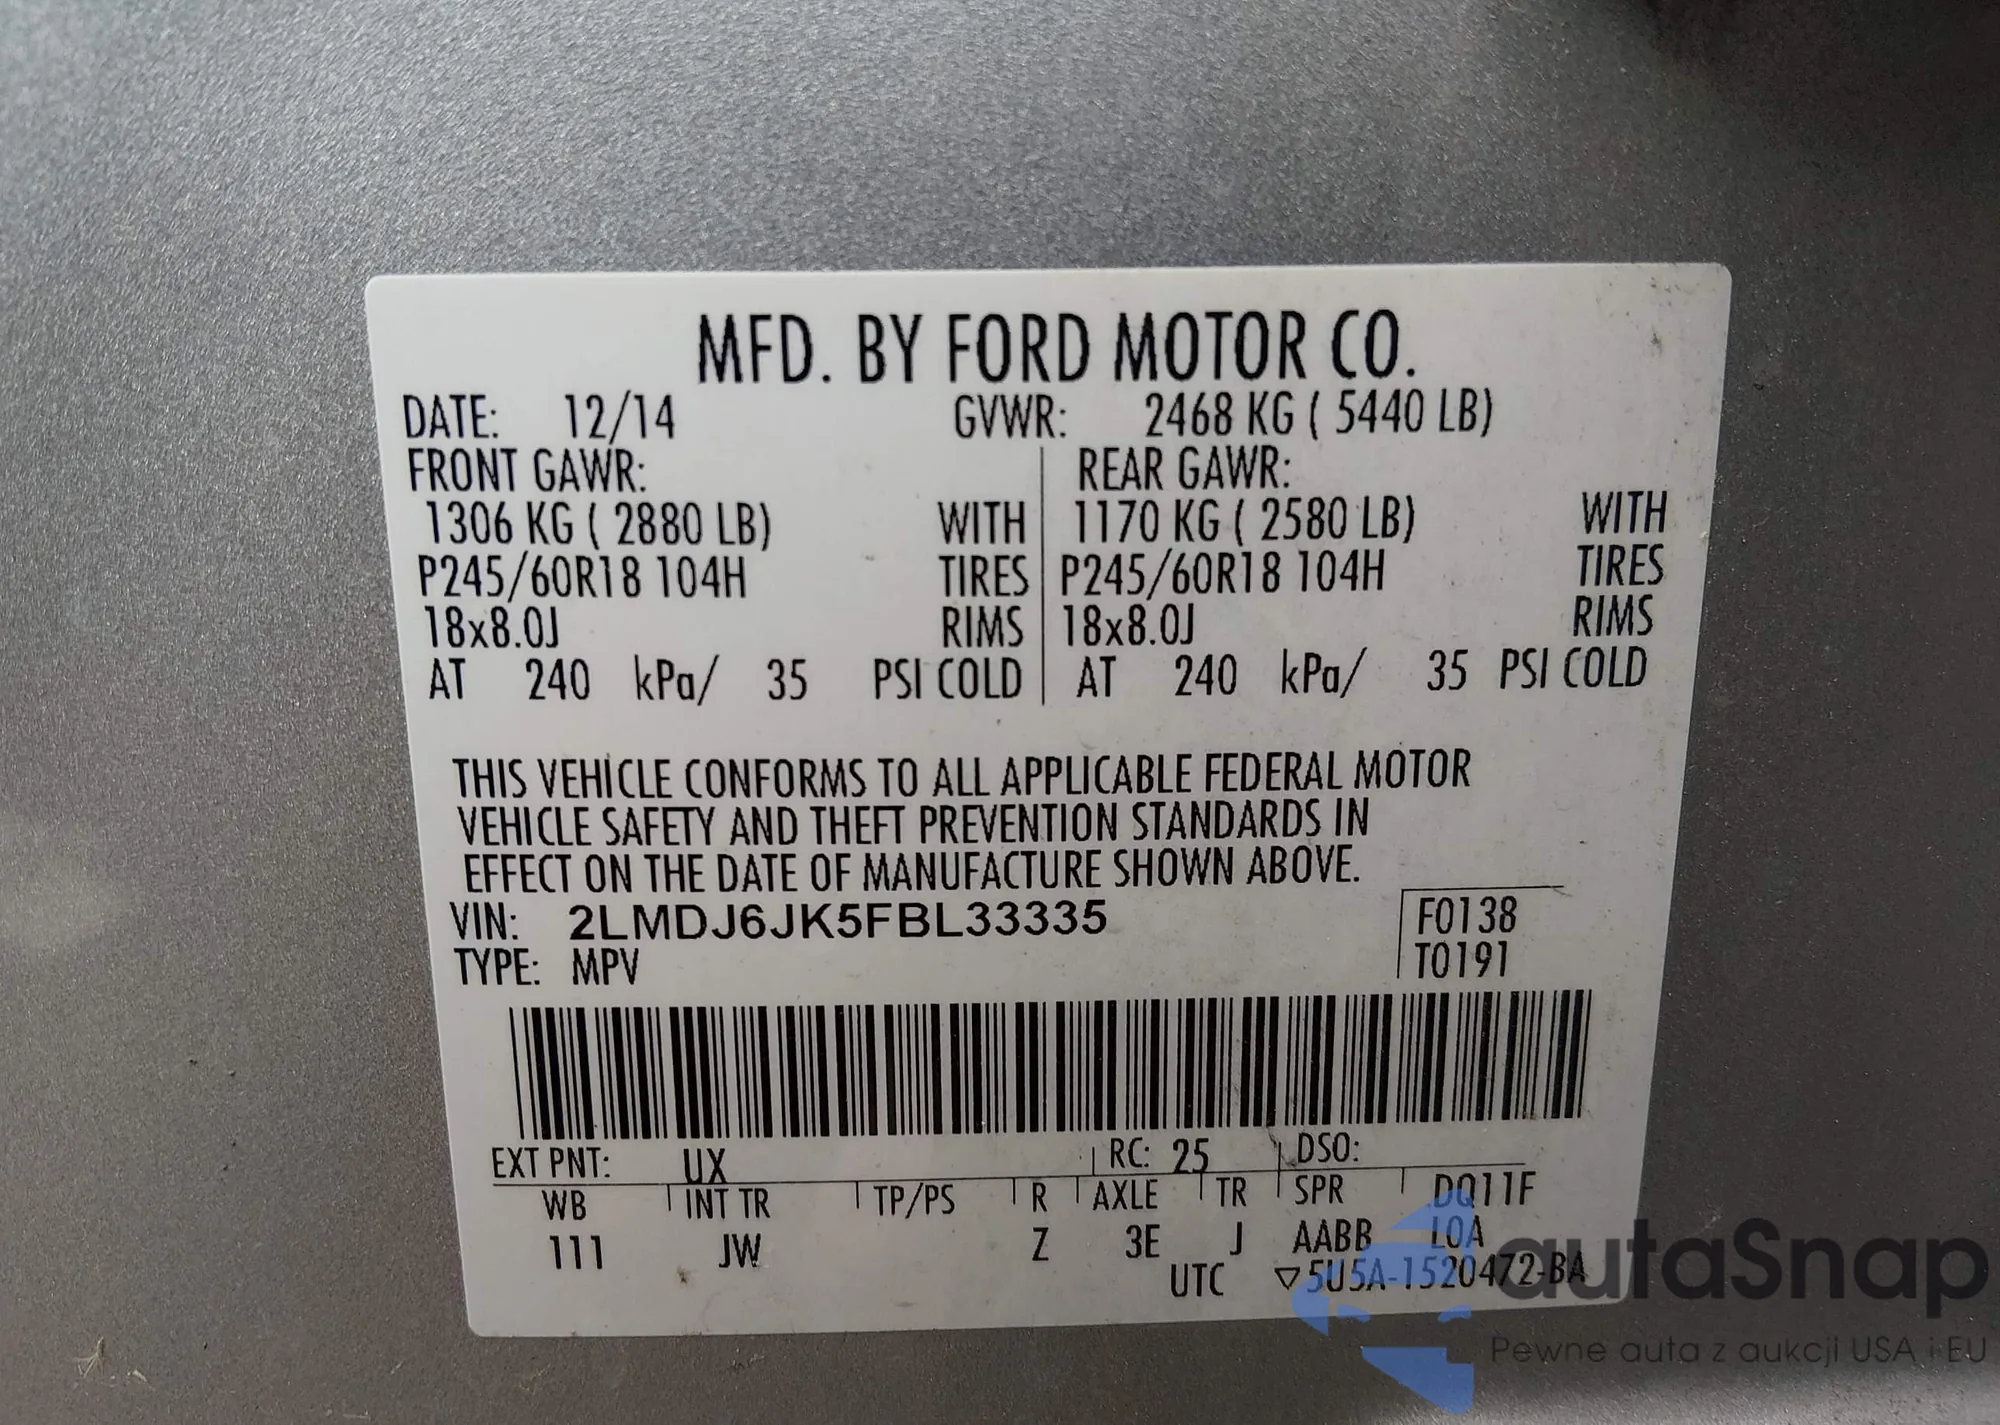 MFD. BY FORD MOTOR CO.
DATE: 12/14 GVWR: 2468 KG ( 5440 LB)
FRONT GAWR: REAR GAWR:
1306 KG ( 2880 LB) WITH 1170 KG ( 2580 LB) WITH
P245/60R18 104H TIRES P245/60R18 104H TIRES
18x8.0J RIMS 18x8.0J RIMS
AT 240 kPa/ 35 PSI COLD AT 240 kPa/ 35 PSI COLD
THIS VEHICLE CONFORMS TO ALL APPLICABLE FEDERAL MOTOR
VEHICLE SAFETY AND THEFT PREVENTION STANDARDS IN
EFFECT ON THE DATE OF MANUFACTURE SHOWN ABOVE.
VIN: 2LMDJ6JK5FBL33335 F0138
TYPE: MPV T0191
EXT PNT: UX RC: 25 DSO:
WB INT TR TP/PS R AXLE TR SPR DQ11F
111 JW Z 3E J AABB LOA
UTC ▽5U5A-1520472-BA
autaSnap
Pewne auta z aukcji USA i EU